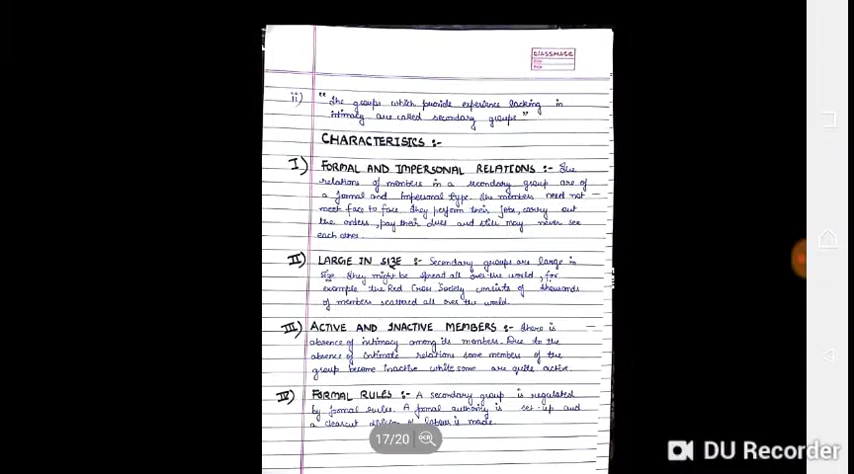 CLASSMATE
ii) "The groups which provide experience lacking in
intimacy are called secondary groups"
CHARACTERISICS :-
I) FORMAL AND IMPERSONAL RELATIONS :- The
relations of members in a secondary group are of
a formal and impersonal type. The members need not
meet face to face they perform their jobs, carry out
the orders, pay their dues and still may never see
each other.
II) LARGE IN SIZE :- Secondary groups are large in
size they might be spread all over the world, for
example the Red Cross Society consists of thousands
of members scattered all over the world.
III) ACTIVE AND INACTIVE MEMBERS :- There is
absence of intimacy among its members. Due to the
absence of intimate relations some members of the
group become inactive while some are quite active.
IV) FORMAL RULES :- A secondary group is regulated
by formal rules. A formal authority is set-up and
a clearcut of labour is made.
17/20
OCR
DU Recorder